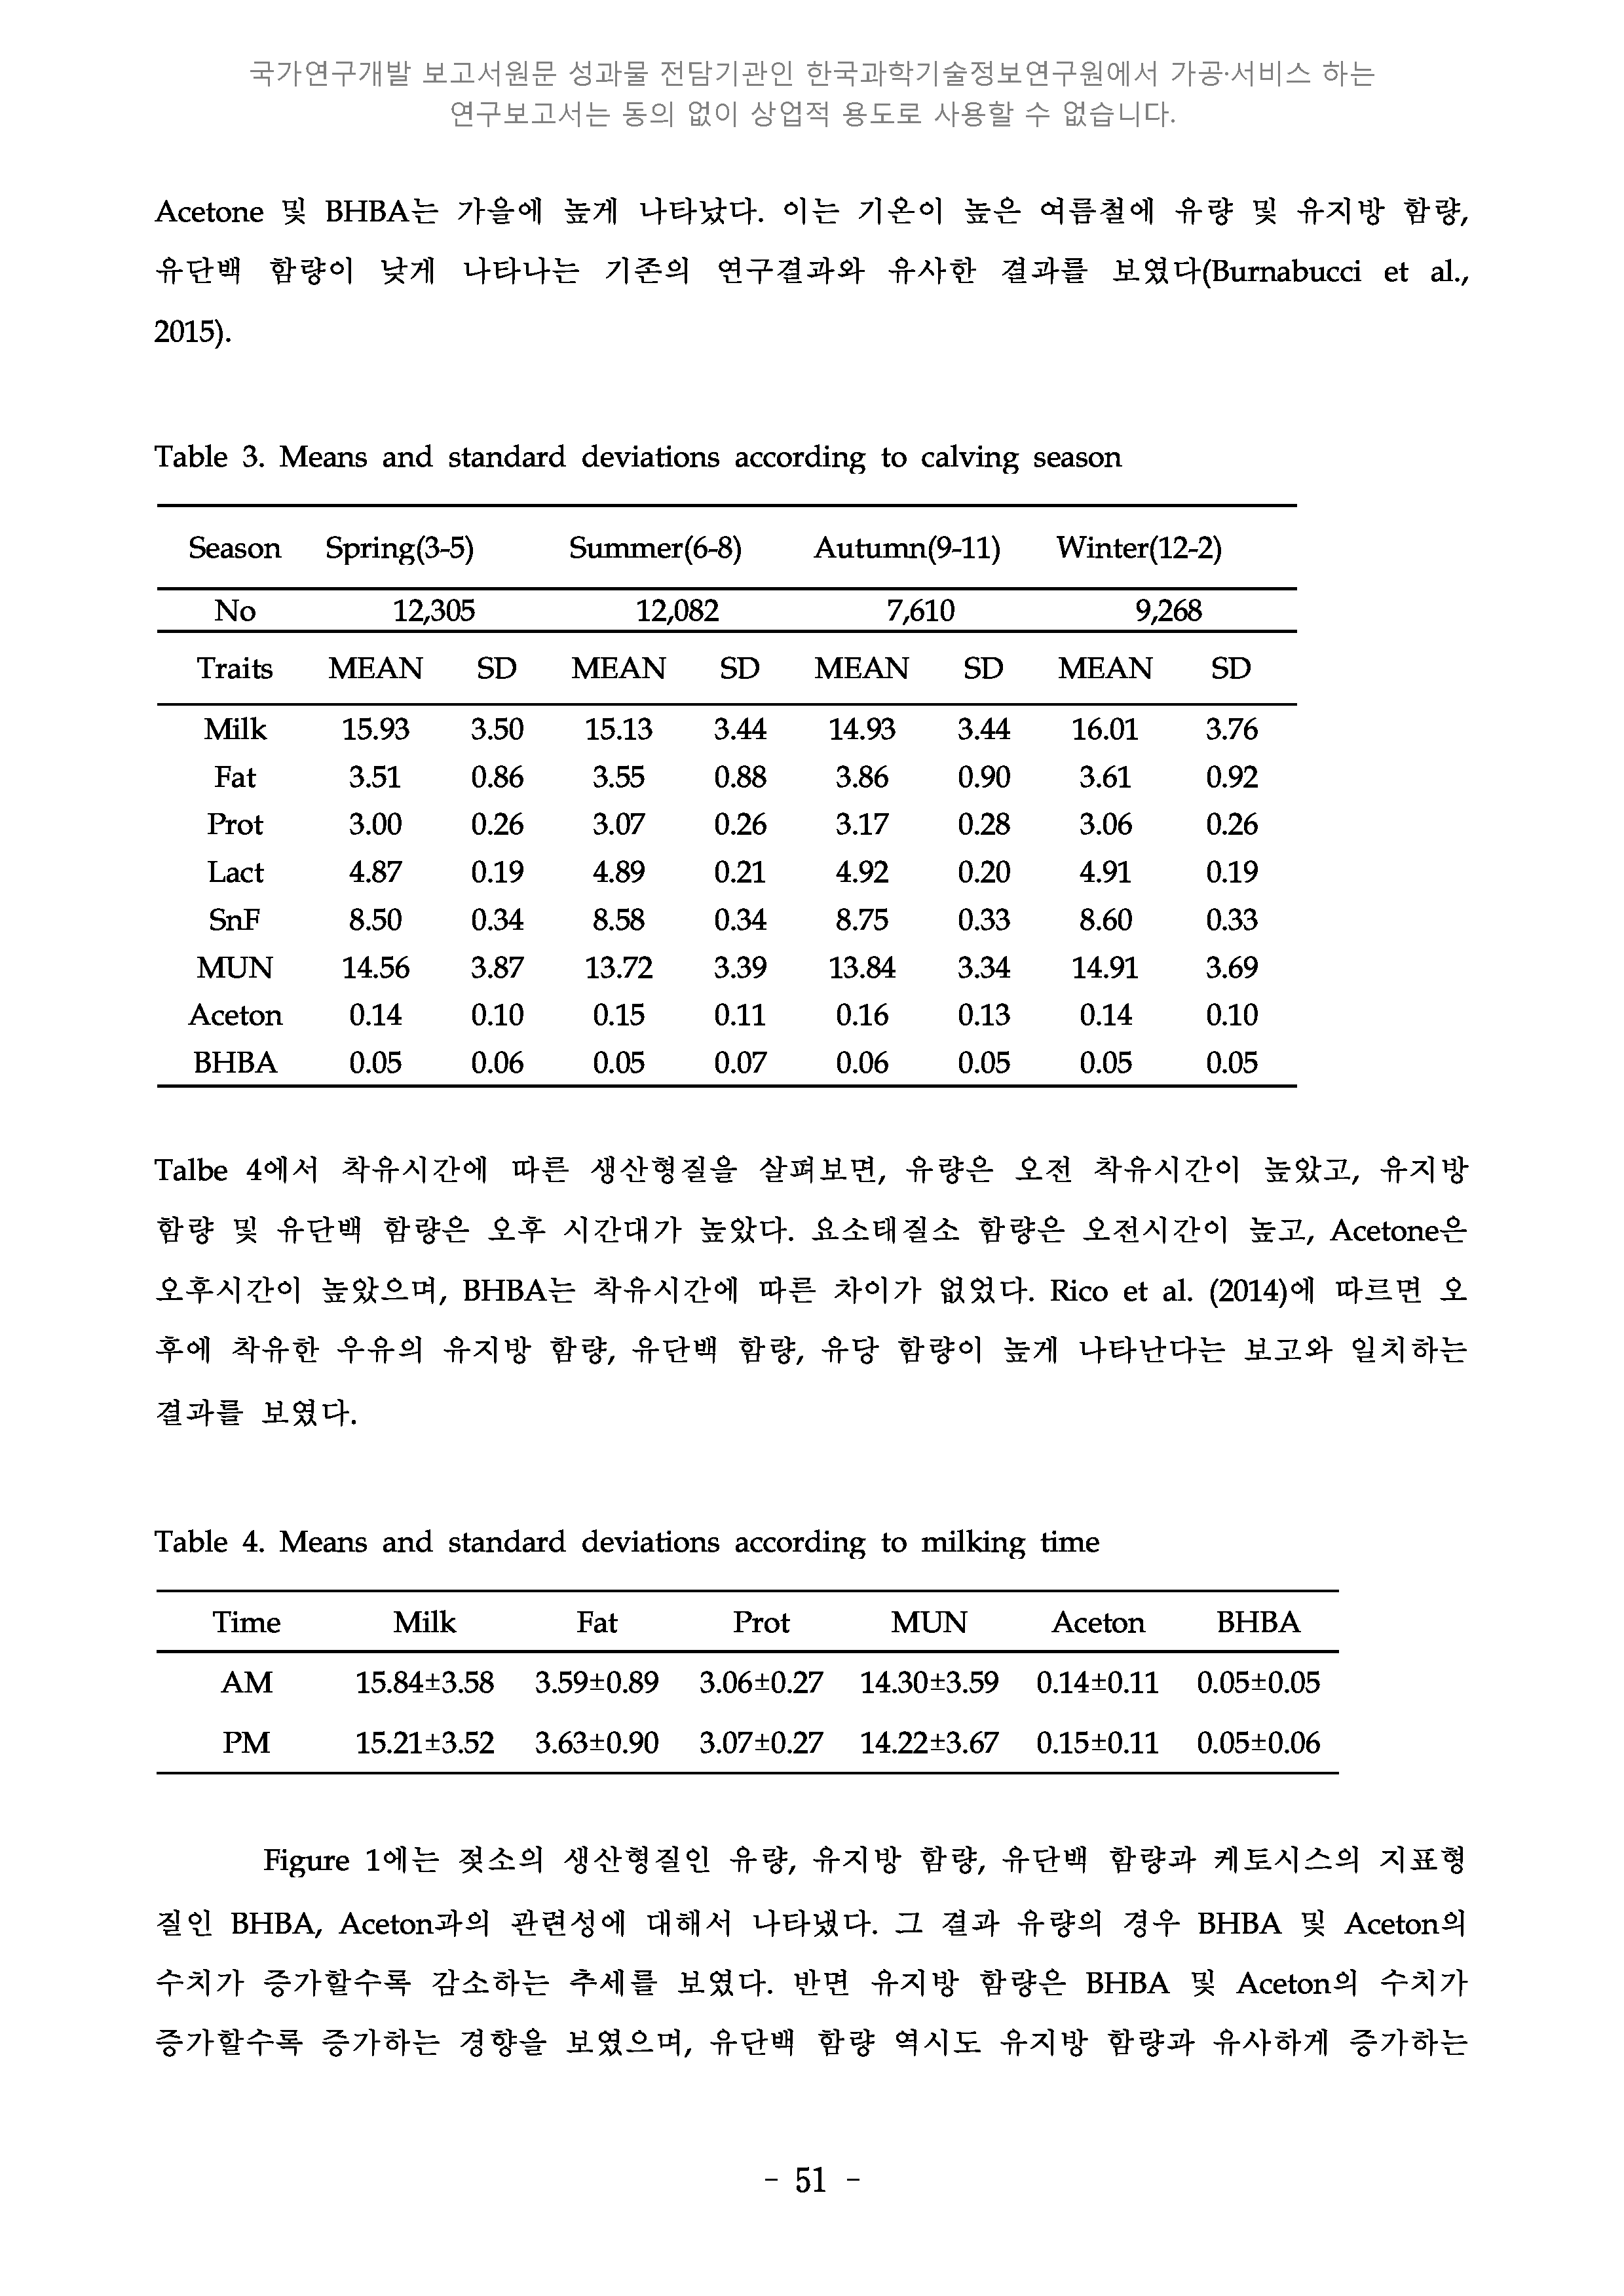 국가연구개발 보고서원문 성과물 전담기관인 한국과학기술정보연구원에서 가공·서비스 하는
연구보고서는 동의 없이 상업적 용도로 사용할 수 없습니다.
Acetone 및 BHBA는 가을에 높게 나타났다. 이는 기온이 높은 여름철에 유량 및 유지방 함량,
유단백 함량이 낮게 나타나는 기존의 연구결과와 유사한 결과를 보였다(Burnabucci et al.,
2015).
Table 3. Means and standard deviations according to calving season
Season Spring(3-5) Summer(6-8) Autumn(9-11) Winter(12-2)
No 12,305 12,082 7,610 9,268
Traits MEAN SD MEAN SD MEAN SD MEAN SD
Milk 15.93 3.50 15.13 3.44 14.93 3.44 16.01 3.76
Fat 3.51 0.86 3.55 0.88 3.86 0.90 3.61 0.92
Prot 3.00 0.26 3.07 0.26 3.17 0.28 3.06 0.26
Lact 4.87 0.19 4.89 0.21 4.92 0.20 4.91 0.19
SnF 8.50 0.34 8.58 0.34 8.75 0.33 8.60 0.33
MUN 14.56 3.87 13.72 3.39 13.84 3.34 14.91 3.69
Aceton 0.14 0.10 0.15 0.11 0.16 0.13 0.14 0.10
BHBA 0.05 0.06 0.05 0.07 0.06 0.05 0.05 0.05
Talbe 4에서 착유시간에 따른 생산형질을 살펴보면, 유량은 오전 착유시간이 높았고, 유지방
함량 및 유단백 함량은 오후 시간대가 높았다. 요소태질소 함량은 오전시간이 높고, Acetone은
오후시간이 높았으며, BHBA는 착유시간에 따른 차이가 없었다. Rico et al. (2014)에 따르면 오
후에 착유한 우유의 유지방 함량, 유단백 함량, 유당 함량이 높게 나타난다는 보고와 일치하는
결과를 보였다.
Table 4. Means and standard deviations according to milking time
Time Milk Fat Prot MUN Aceton BHBA
AM 15.84±3.58 3.59±0.89 3.06±0.27 14.30±3.59 0.14±0.11 0.05±0.05
PM 15.21±3.52 3.63±0.90 3.07±0.27 14.22±3.67 0.15±0.11 0.05±0.06
Figure 1에는 젖소의 생산형질인 유량, 유지방 함량, 유단백 함량과 케토시스의 지표형
질인 BHBA, Aceton과의 관련성에 대해서 나타냈다. 그 결과 유량의 경우 BHBA 및 Aceton의
수치가 증가할수록 감소하는 추세를 보였다. 반면 유지방 함량은 BHBA 및 Aceton의 수치가
증가할수록 증가하는 경향을 보였으며, 유단백 함량 역시도 유지방 함량과 유사하게 증가하는
- 51 -